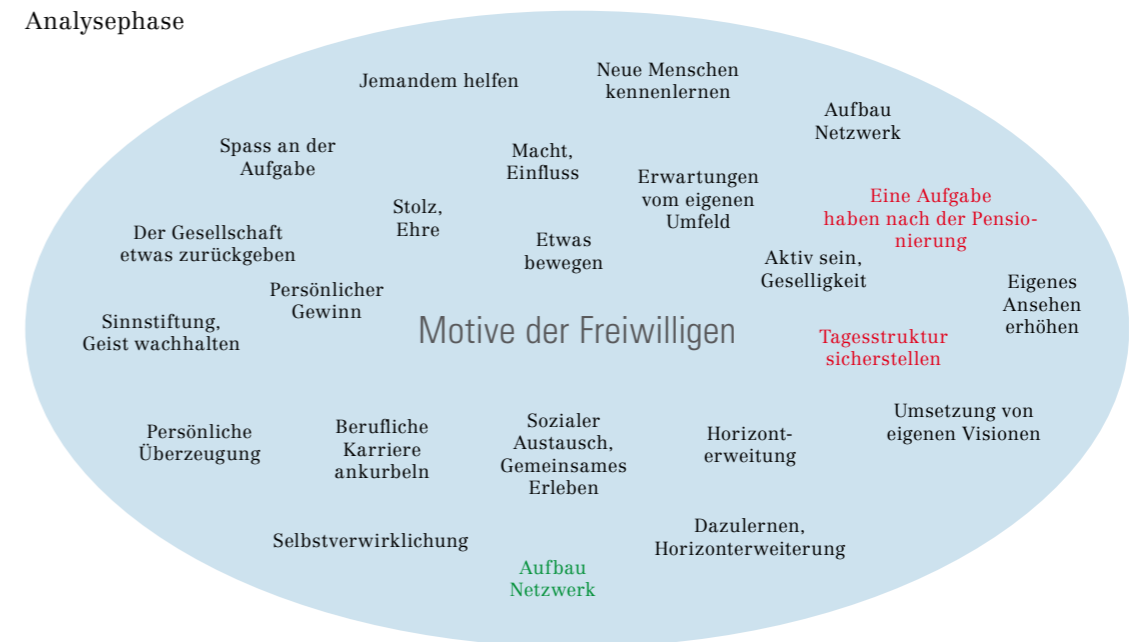 Analysephase
Jemandem helfen
Neue Menschen
kennenlernen
Aufbau
Netzwerk
Spass an der
Aufgabe
Macht,
Einfluss
Erwartungen
vom eigenen
Umfeld
Eine Aufgabe
haben nach der Pensio-
nierung
Stolz,
Ehre
Der Gesellschaft
etwas zurückgeben
Etwas
bewegen
Aktiv sein,
Geselligkeit
Persönlicher
Gewinn
Eigenes
Ansehen
erhöhen
Sinnstiftung,
Geist wachhalten
Motive der Freiwilligen
Tagesstruktur
sicherstellen
Persönliche
Überzeugung
Berufliche
Karriere
ankurbeln
Sozialer
Austausch,
Gemeinsames
Erleben
Horizont-
erweitung
Umsetzung von
eigenen Visionen
Selbstverwirklichung
Dazulernen,
Horizonterweiterung
Aufbau
Netzwerk